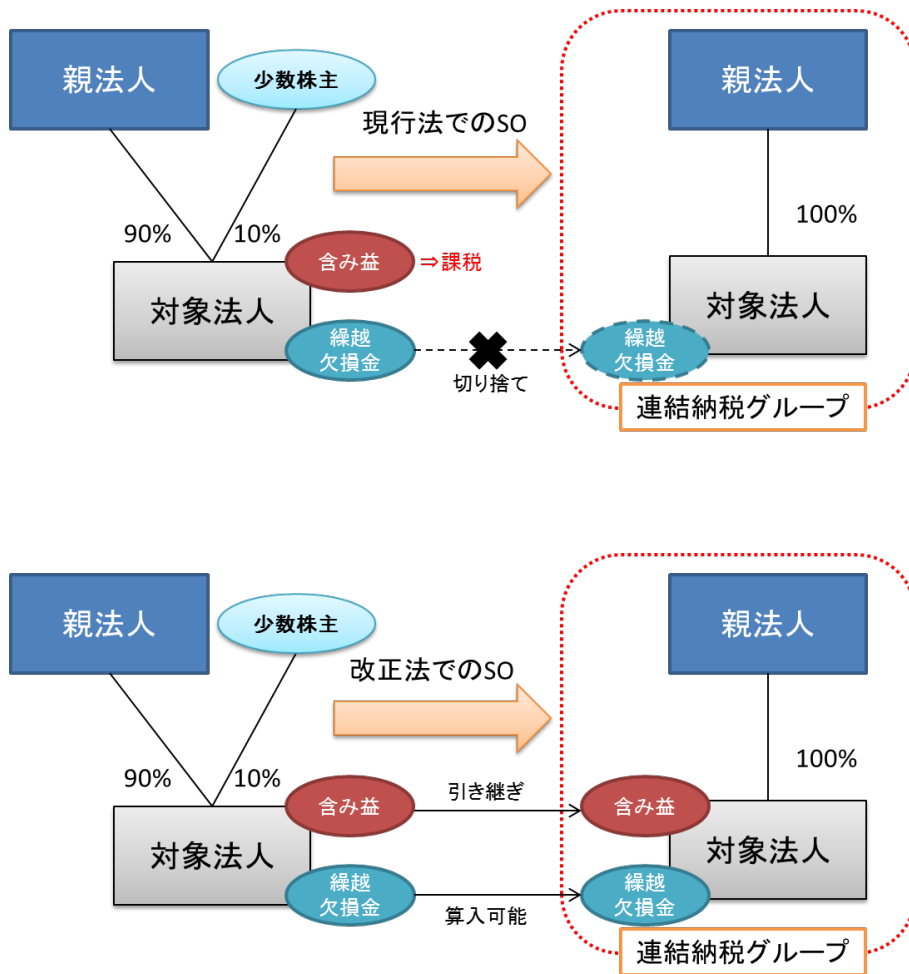 親法人
少数株主
現行法でのSO
親法人
90%
10%
100%
含み益
⇒課税
対象法人
対象法人
繰越
欠損金
切り捨て
繰越
欠損金
連結納税グループ
親法人
少数株主
改正法でのSO
親法人
90%
10%
100%
含み益
引き継ぎ
含み益
対象法人
対象法人
繰越
欠損金
算入可能
繰越
欠損金
連結納税グループ